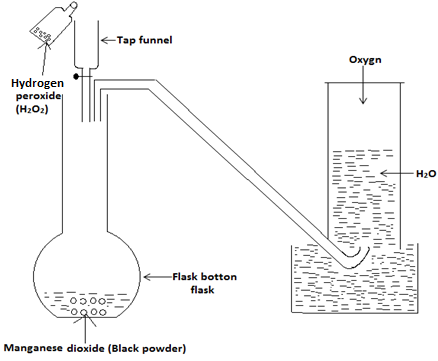 Tap funnel
Hydrogen
peroxide
(H₂O₂)
Oxygn
H₂O
Flask botton
flask
Manganese dioxide (Black powder)